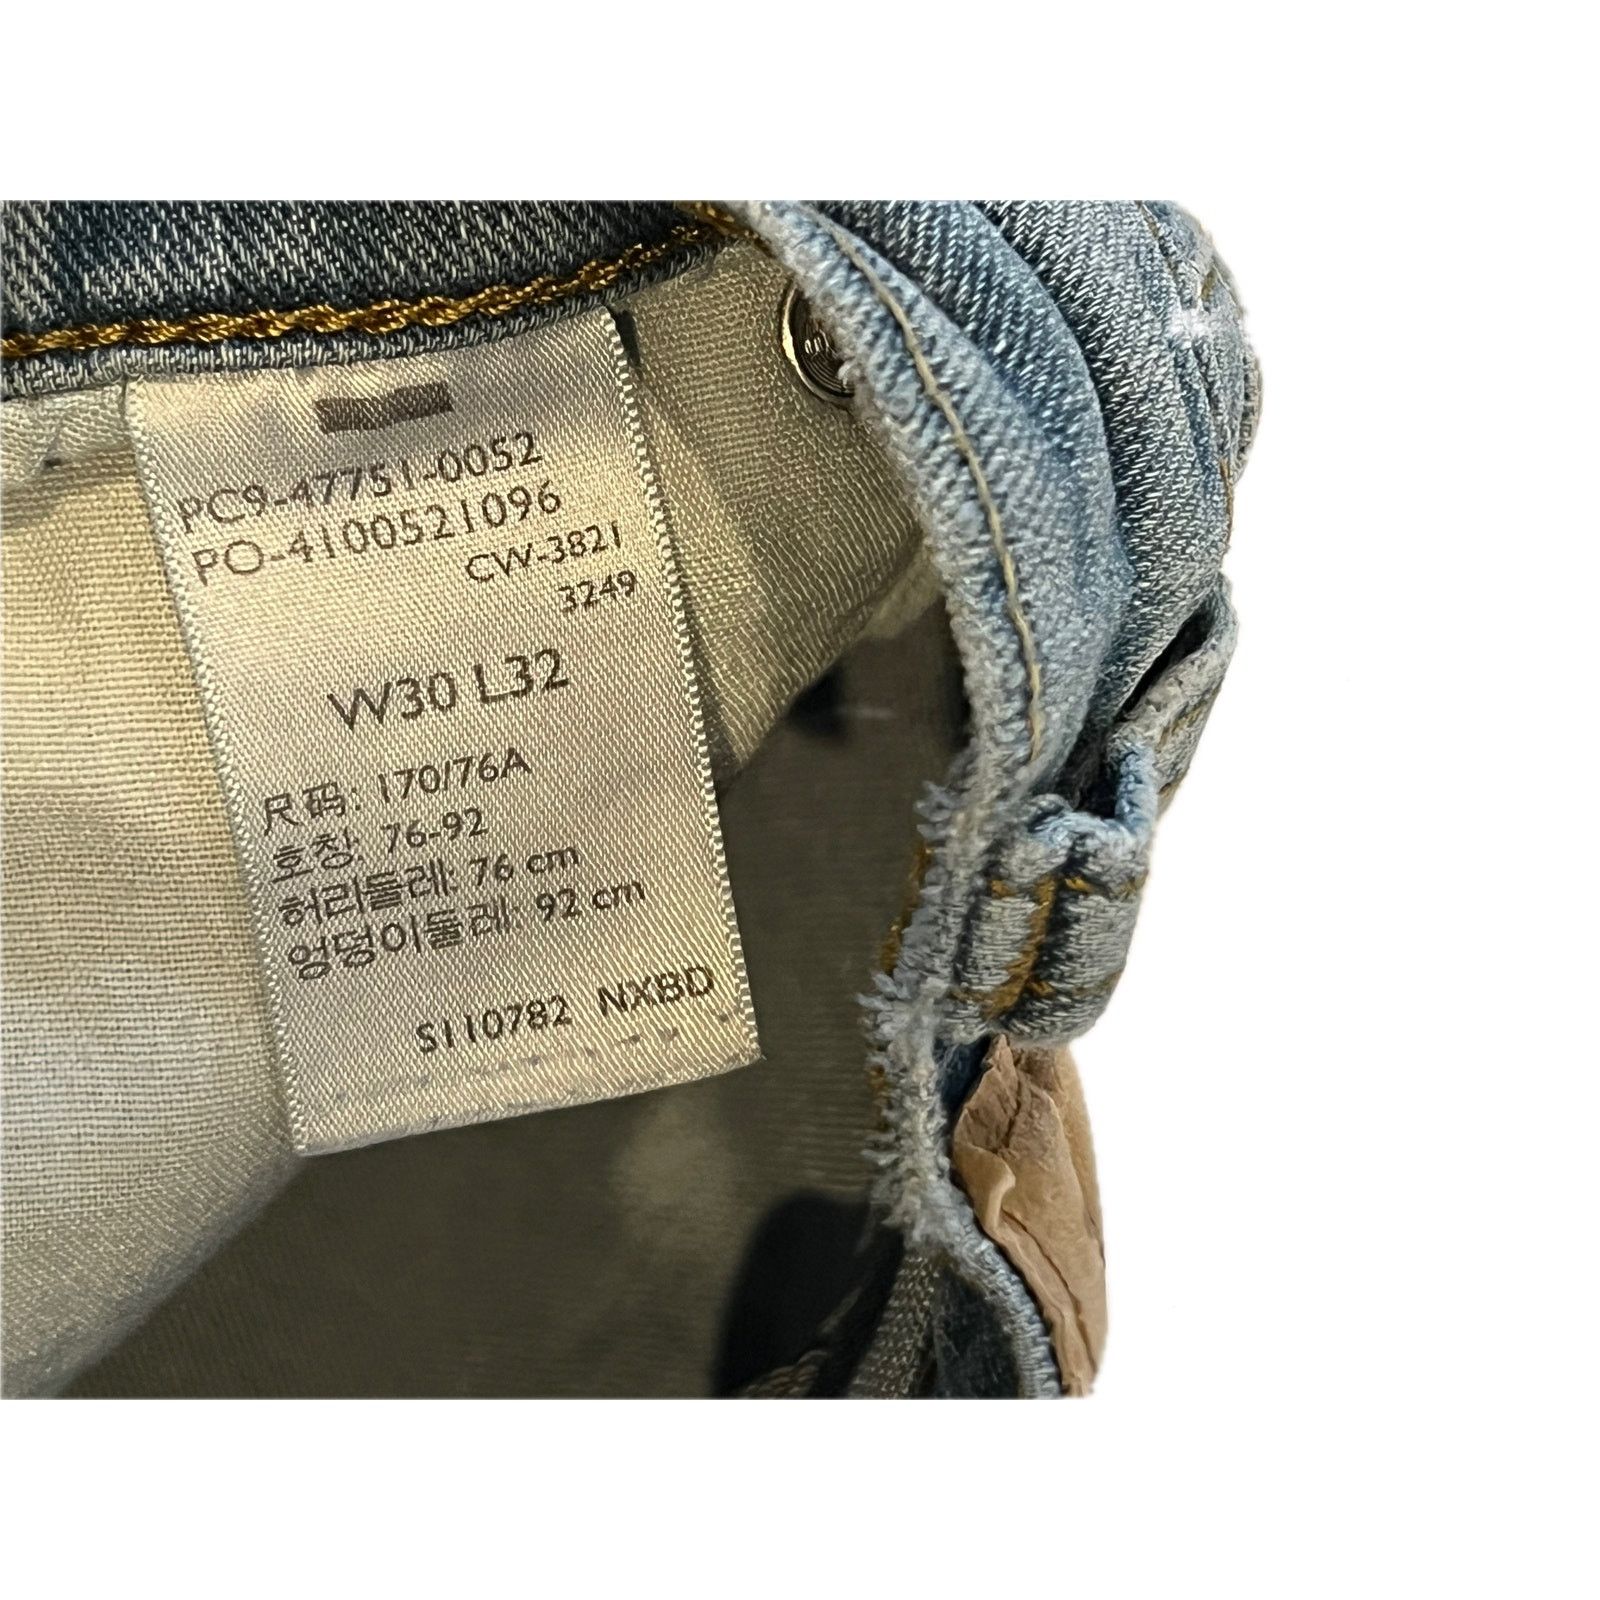 PC9-47751-0052
PO-4100521096
CW-3821
3249
W30 L32
尺码: 170/76A
호칭: 76-92
허리둘레: 76 cm
엉덩이둘레: 92 cm
S110782 NXBD